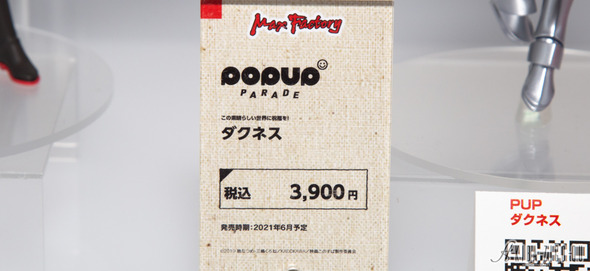 Max Factory
POPUP
PARADE
この素晴らしい世界に祝福を!
ダクネス
税込 3,900円
発売時期:2021年6月予定
PUP
ダクネス